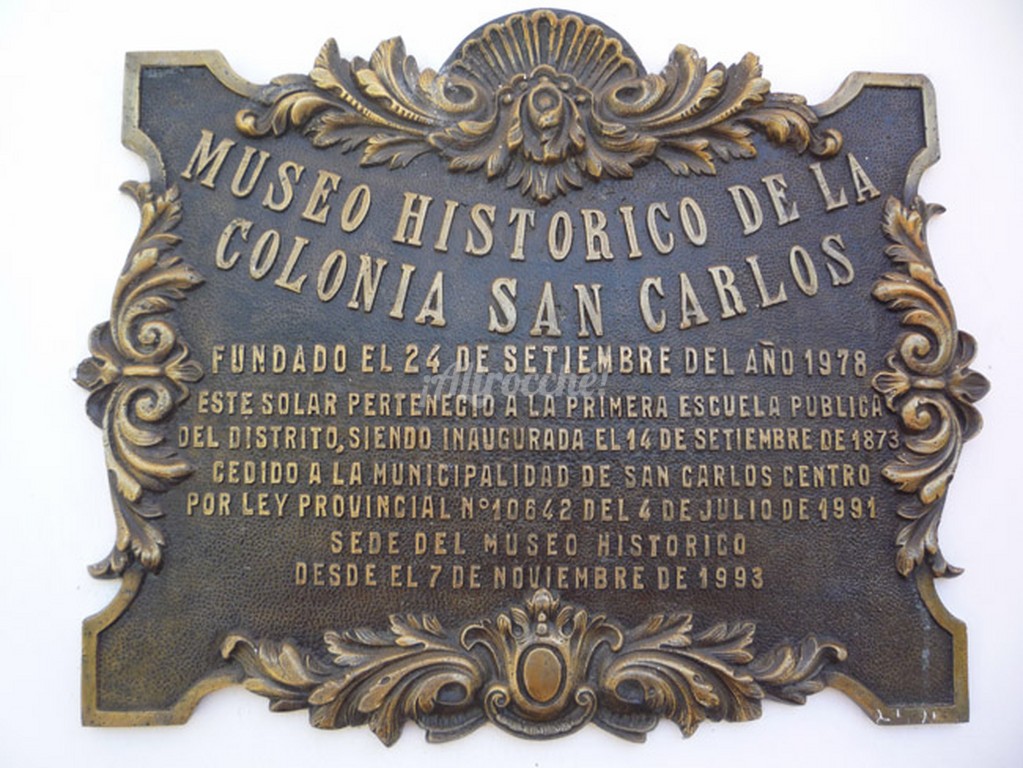 MUSEO HISTORICO DE LA
COLONIA SAN CARLOS
FUNDADO EL 24 DE SETIEMBRE DEL AÑO 1978
¡Alfrocche!
ESTE SOLAR PERTENECIO A LA PRIMERA ESCUELA PUBLICA
DEL DISTRITO, SIENDO INAUGURADA EL 14 DE SETIEMBRE DE 1873
CEDIDO A LA MUNICIPALIDAD DE SAN CARLOS CENTRO
POR LEY PROVINCIAL Nº10642 DEL 4 DE JULIO DE 1991
SEDE DEL MUSEO HISTORICO
DESDE EL 7 DE NOVIEMBRE DE 1993